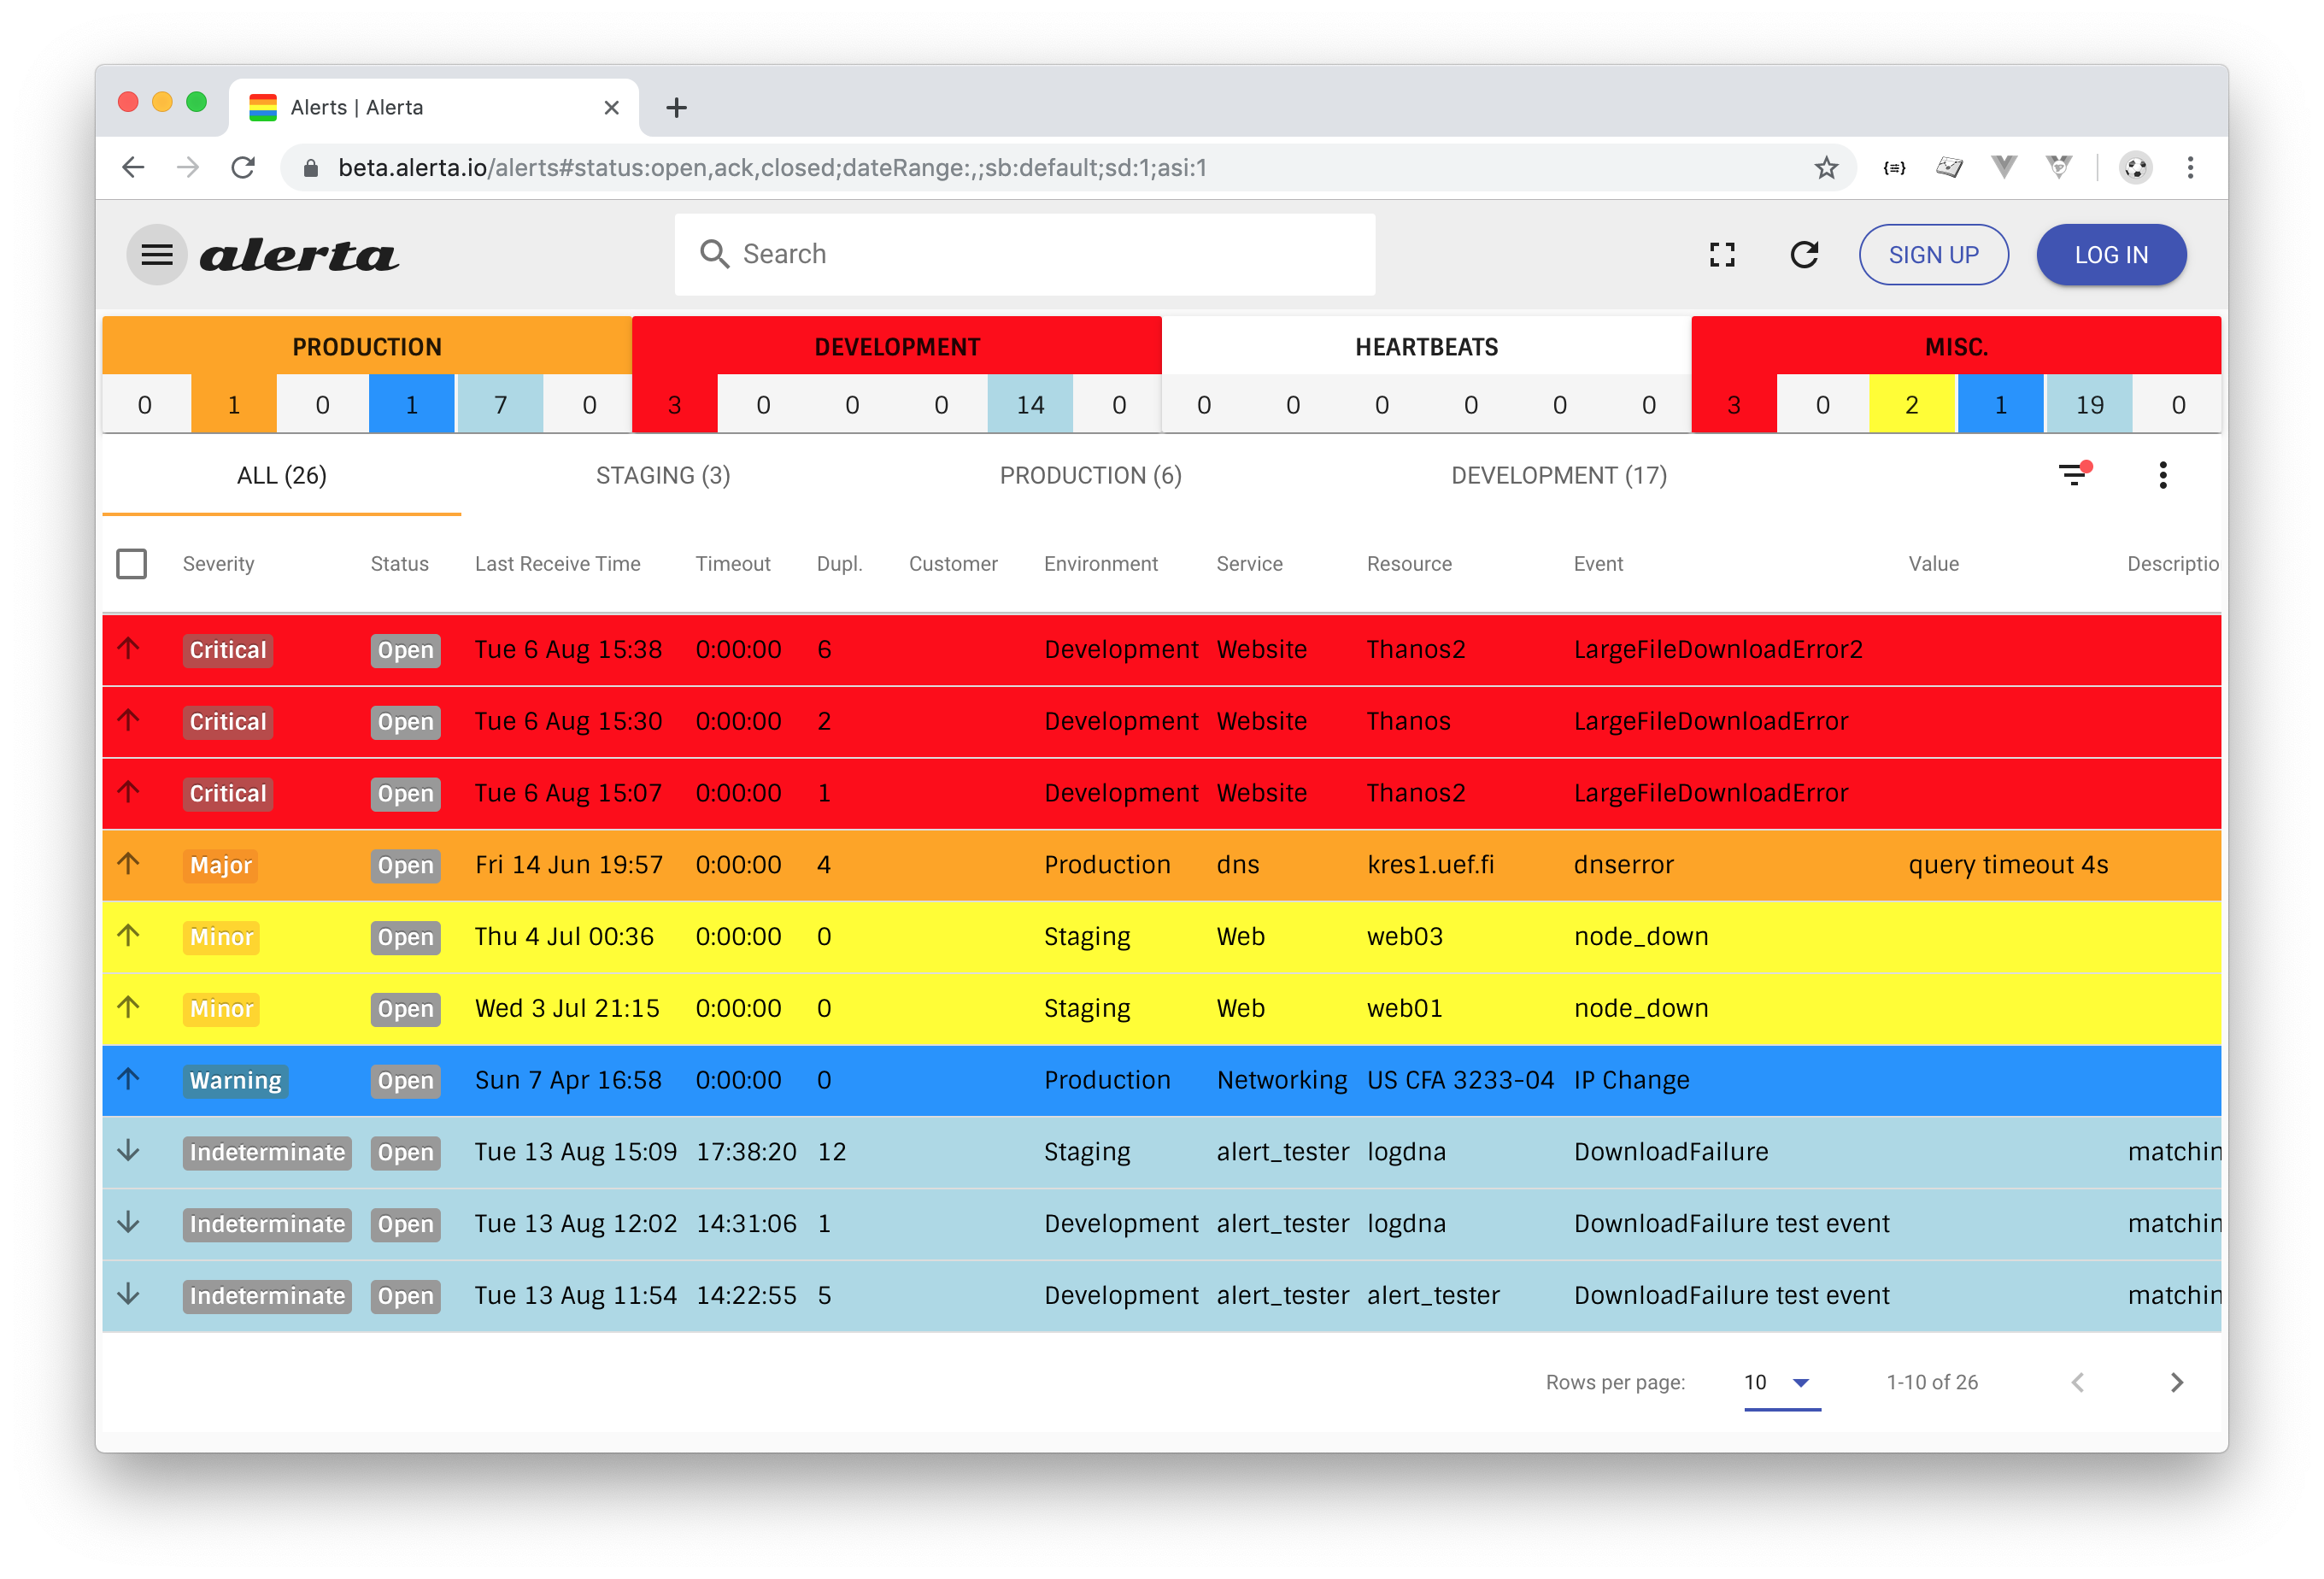 Alerts | Alerta
beta.alerta.io/alerts#status:open,ack,closed;dateRange:,;sb:default;sd:1;asi:1
alerta Search SIGN UP LOG IN
PRODUCTION DEVELOPMENT HEARTBEATS MISC.
0 1 0 1 7 0 3 0 0 0 14 0 0 0 0 0 0 0 3 0 2 1 19 0
ALL (26) STAGING (3) PRODUCTION (6) DEVELOPMENT (17)
Severity Status Last Receive Time Timeout Dupl. Customer Environment Service Resource Event Value Descriptio
Critical Open Tue 6 Aug 15:38 0:00:00 6 Development Website Thanos2 LargeFileDownloadError2
Critical Open Tue 6 Aug 15:30 0:00:00 2 Development Website Thanos LargeFileDownloadError
Critical Open Tue 6 Aug 15:07 0:00:00 1 Development Website Thanos2 LargeFileDownloadError
Major Open Fri 14 Jun 19:57 0:00:00 4 Production dns kres1.uef.fi dnserror query timeout 4s
Minor Open Thu 4 Jul 00:36 0:00:00 0 Staging Web web03 node_down
Minor Open Wed 3 Jul 21:15 0:00:00 0 Staging Web web01 node_down
Warning Open Sun 7 Apr 16:58 0:00:00 0 Production Networking US CFA 3233-04 IP Change
Indeterminate Open Tue 13 Aug 15:09 17:38:20 12 Staging alert_tester logdna DownloadFailure matchin
Indeterminate Open Tue 13 Aug 12:02 14:31:06 1 Development alert_tester logdna DownloadFailure test event matchin
Indeterminate Open Tue 13 Aug 11:54 14:22:55 5 Development alert_tester alert_tester DownloadFailure test event matchin
Rows per page: 10 1-10 of 26